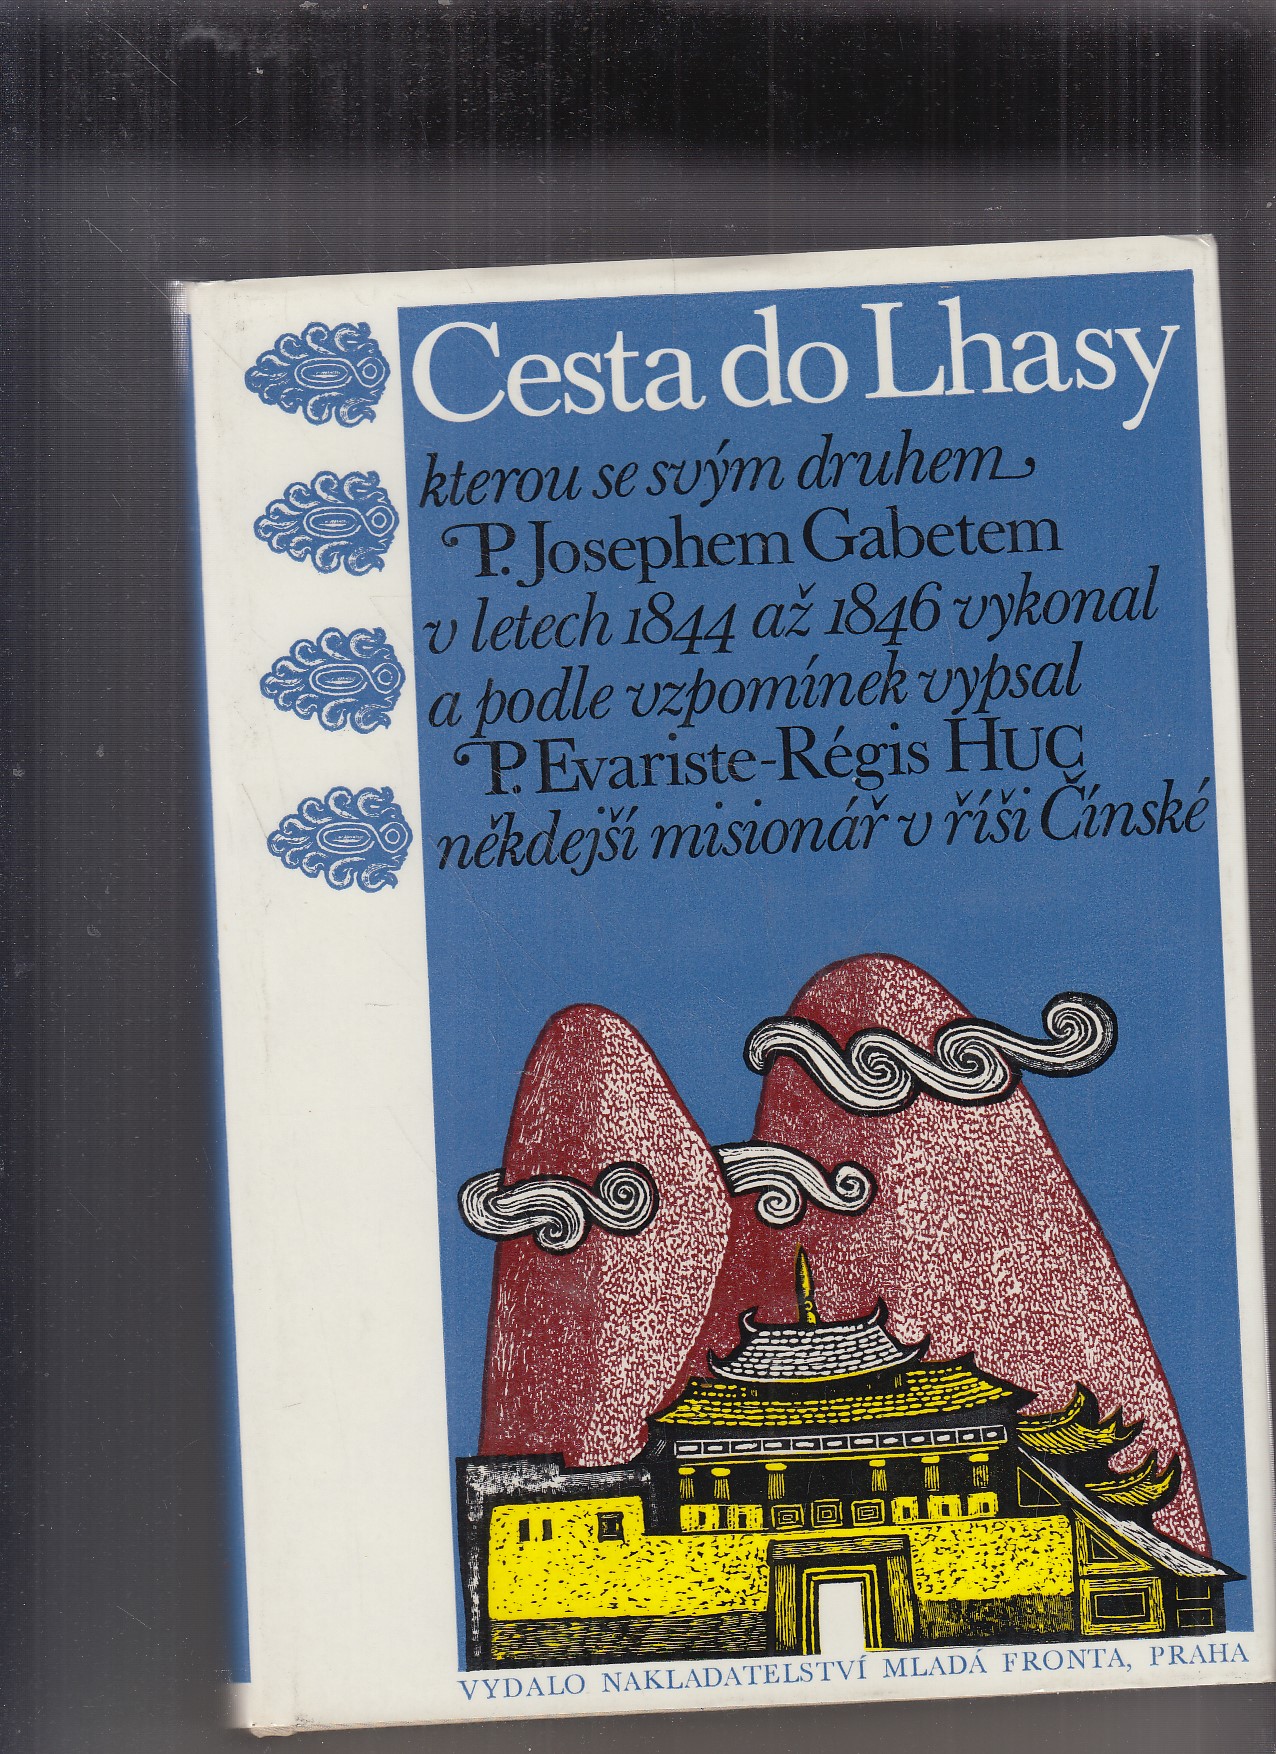 Cesta do Lhasy
kterou se svým druhem
P. Josephem Gabetem
v letech 1844 až 1846 vykonal
a podle vzpomínek vypsal
P. Evariste-Régis HUC
někdejší misionář v říši Čínské
VYDALO NAKLADATELSTVÍ MLADÁ FRONTA, PRAHA